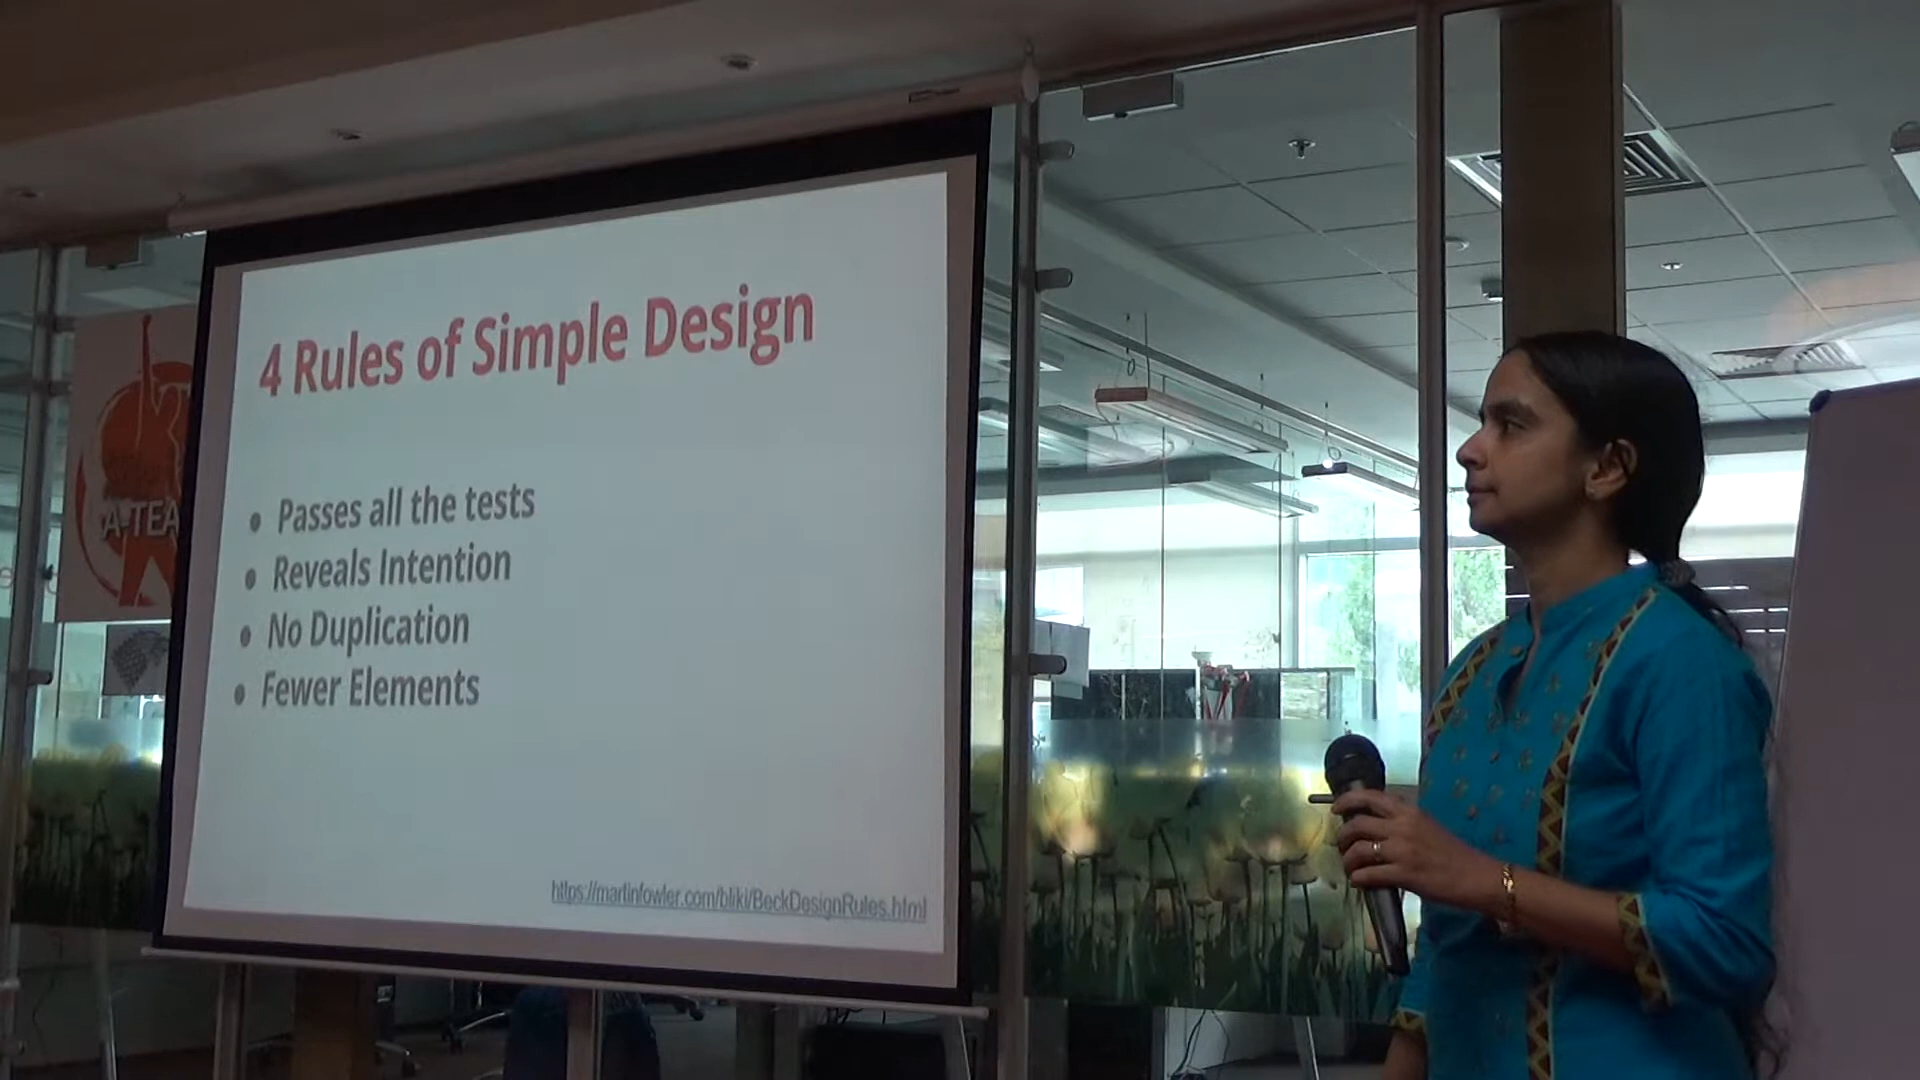 4 Rules of Simple Design
Passes all the tests
Reveals Intention
No Duplication
Fewer Elements
https://martinfowler.com/bliki/BeckDesignRules.html